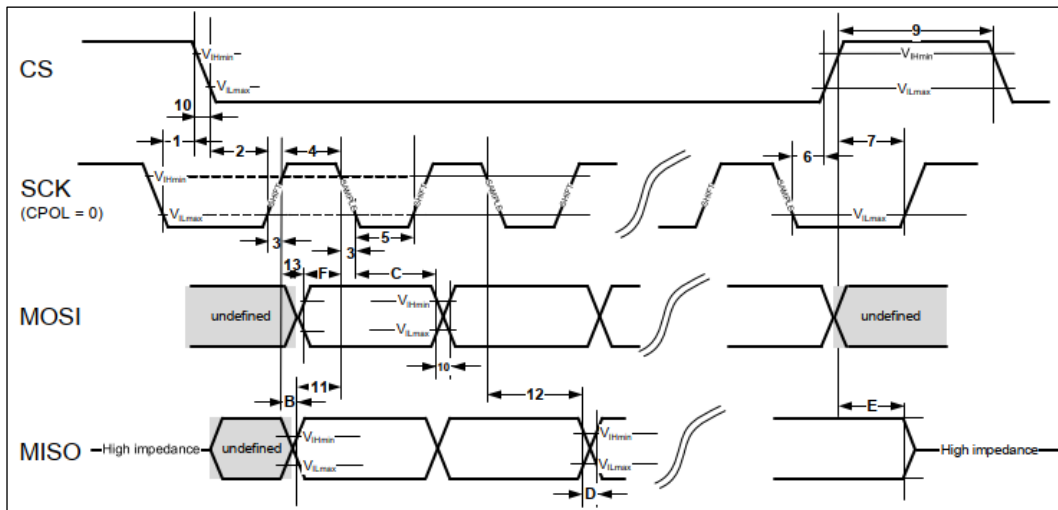 9
CS
VIHmin
VIHmin
VILmax
VILmax
10
1
2
4
6
7
SCK
(CPOL = 0)
VIHmin
VILmax
SHIFT
SAMPLE
SHIFT
SAMPLE
SHIFT
SHIFT
SAMPLE
VILmax
3
3
5
13
F
C
MOSI
undefined
VIHmin
VILmax
undefined
10
11
12
B
E
MISO
High impedance
undefined
VIHmin
VILmax
VIHmin
VILmax
High impedance
D